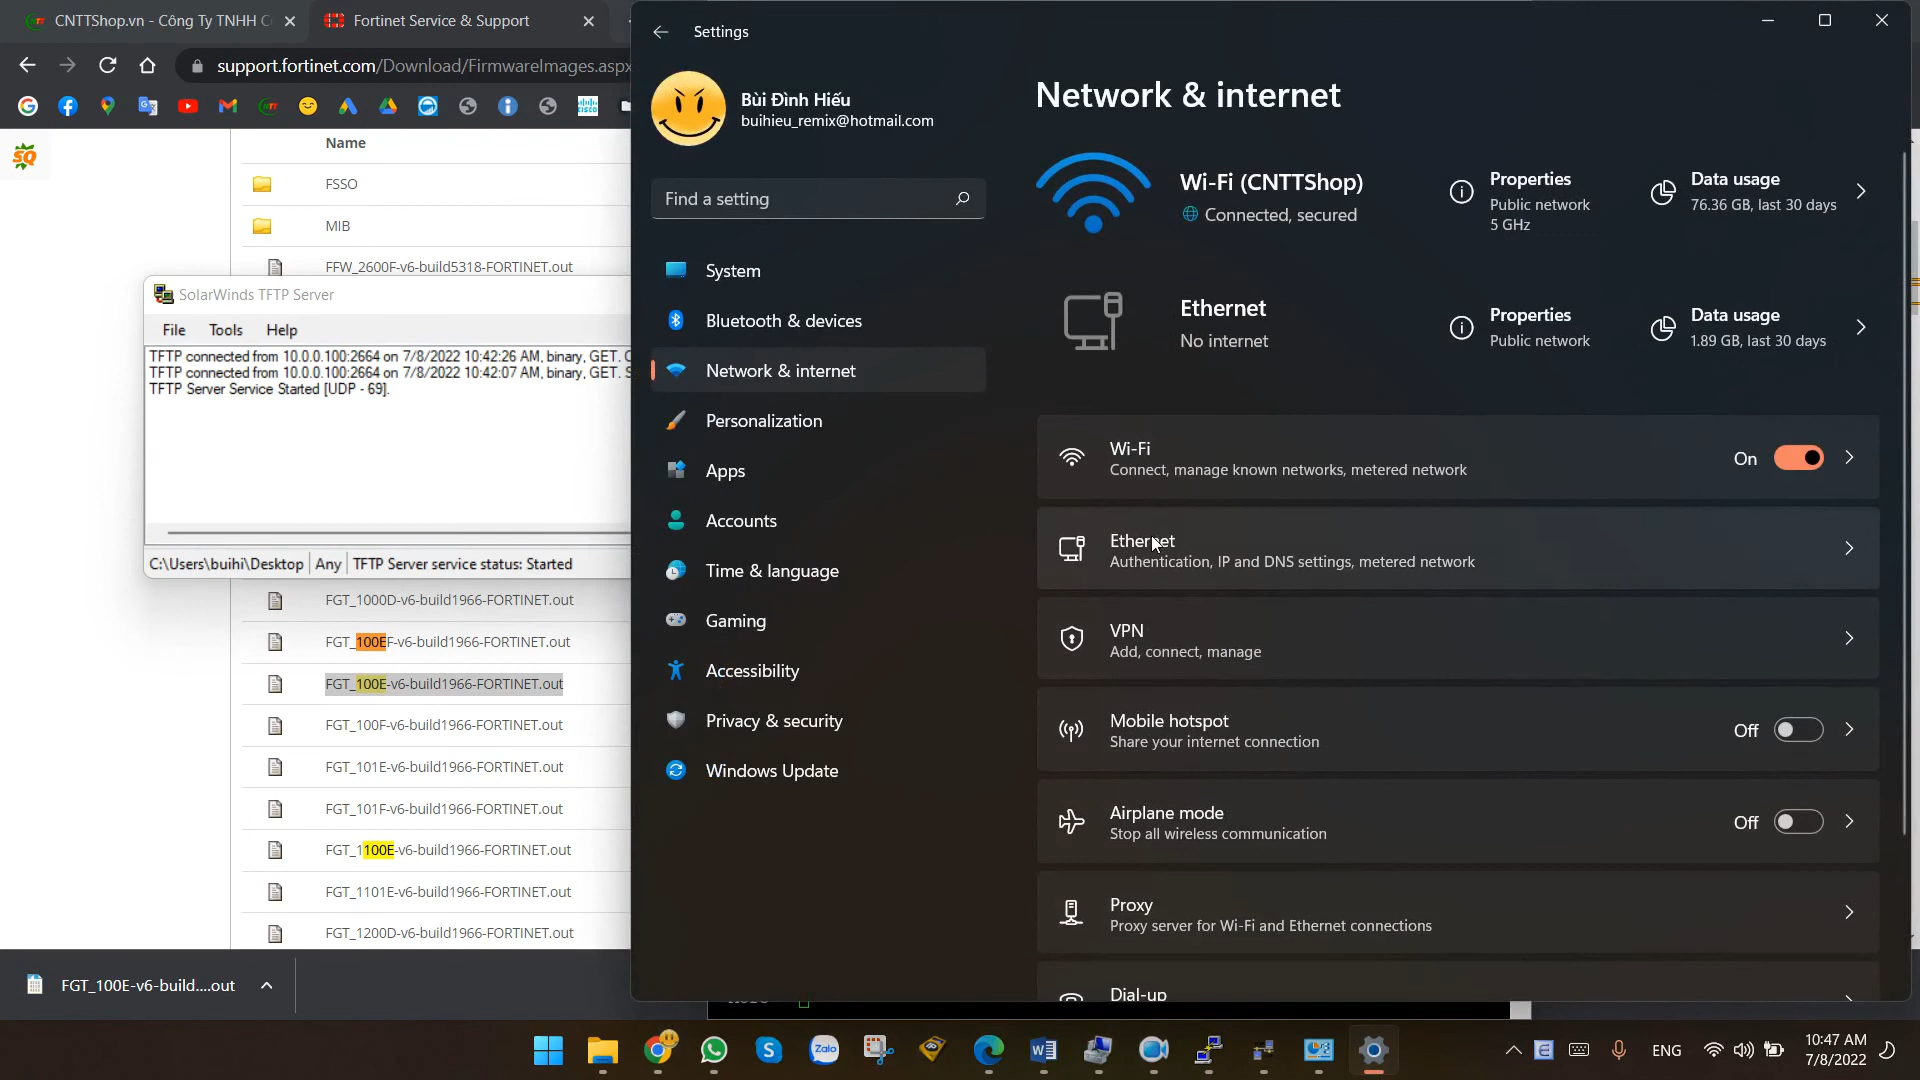 CNTTShop.vn - Công Ty TNHH C
Fortinet Service & Support
support.fortinet.com/Download/FirmwareImages.aspx
Name
FSSO
MIB
FFW_2600F-v6-build5318-FORTINET.out
SolarWinds TFTP Server
File Tools Help
TFTP connected from 10.0.0.100:2664 on 7/8/2022 10:42:26 AM, binary, GET. C
TFTP connected from 10.0.0.100:2664 on 7/8/2022 10:42:07 AM, binary, GET. S
TFTP Server Service Started [UDP - 69].
C:\Users\buihi\Desktop Any TFTP Server service status: Started
FGT_1000D-v6-build1966-FORTINET.out
FGT_100EF-v6-build1966-FORTINET.out
FGT_100E-v6-build1966-FORTINET.out
FGT_100F-v6-build1966-FORTINET.out
FGT_101E-v6-build1966-FORTINET.out
FGT_101F-v6-build1966-FORTINET.out
FGT_1100E-v6-build1966-FORTINET.out
FGT_1101E-v6-build1966-FORTINET.out
FGT_1200D-v6-build1966-FORTINET.out
FGT_100E-v6-build....out
Settings
Bùi Đình Hiếu
buihieu_remix@hotmail.com
Find a setting
System
Bluetooth & devices
Network & internet
Personalization
Apps
Accounts
Time & language
Gaming
Accessibility
Privacy & security
Windows Update
Network & internet
Wi-Fi (CNTTShop)
Connected, secured
Properties
Public network
5 GHz
Data usage
76.36 GB, last 30 days
Ethernet
No internet
Properties
Public network
Data usage
1.89 GB, last 30 days
Wi-Fi
Connect, manage known networks, metered network
On
Ethernet
Authentication, IP and DNS settings, metered network
VPN
Add, connect, manage
Mobile hotspot
Share your internet connection
Off
Airplane mode
Stop all wireless communication
Off
Proxy
Proxy server for Wi-Fi and Ethernet connections
Dial-up
Zalo
ENG
10:47 AM
7/8/2022